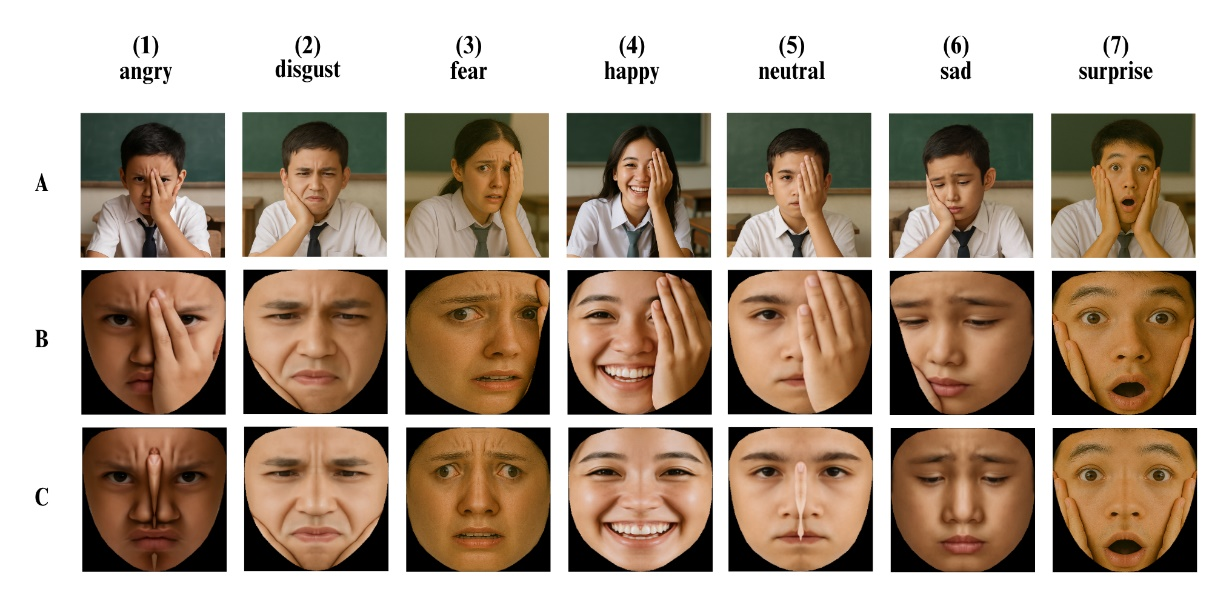 (1) (2) (3) (4) (5) (6) (7)
angry disgust fear happy neutral sad surprise
A
B
C